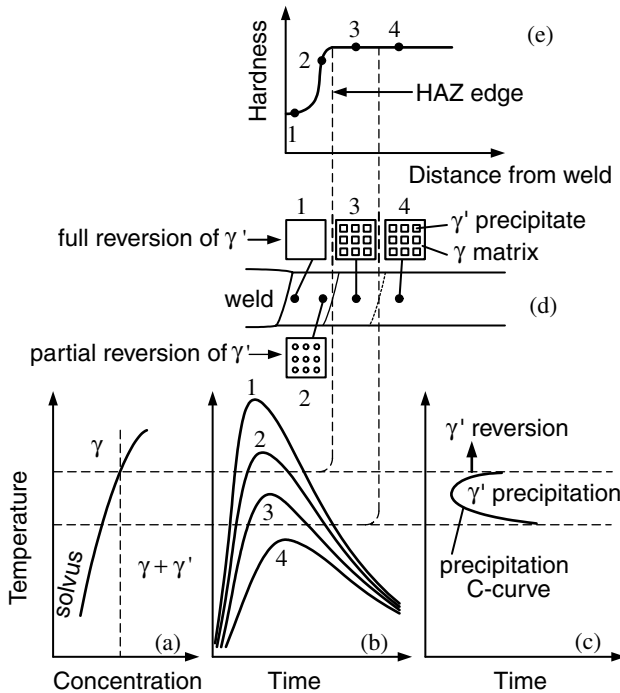 Hardness
1
2
3
4
(e)
HAZ edge
Distance from weld
1
3
4
full reversion of γ'
γ' precipitate
γ matrix
weld
(d)
partial reversion of γ'
2
Temperature
γ
solvus
γ + γ'
(a)
Concentration
1
2
3
4
(b)
Time
γ' reversion
γ' precipitation
precipitation
C-curve
(c)
Time